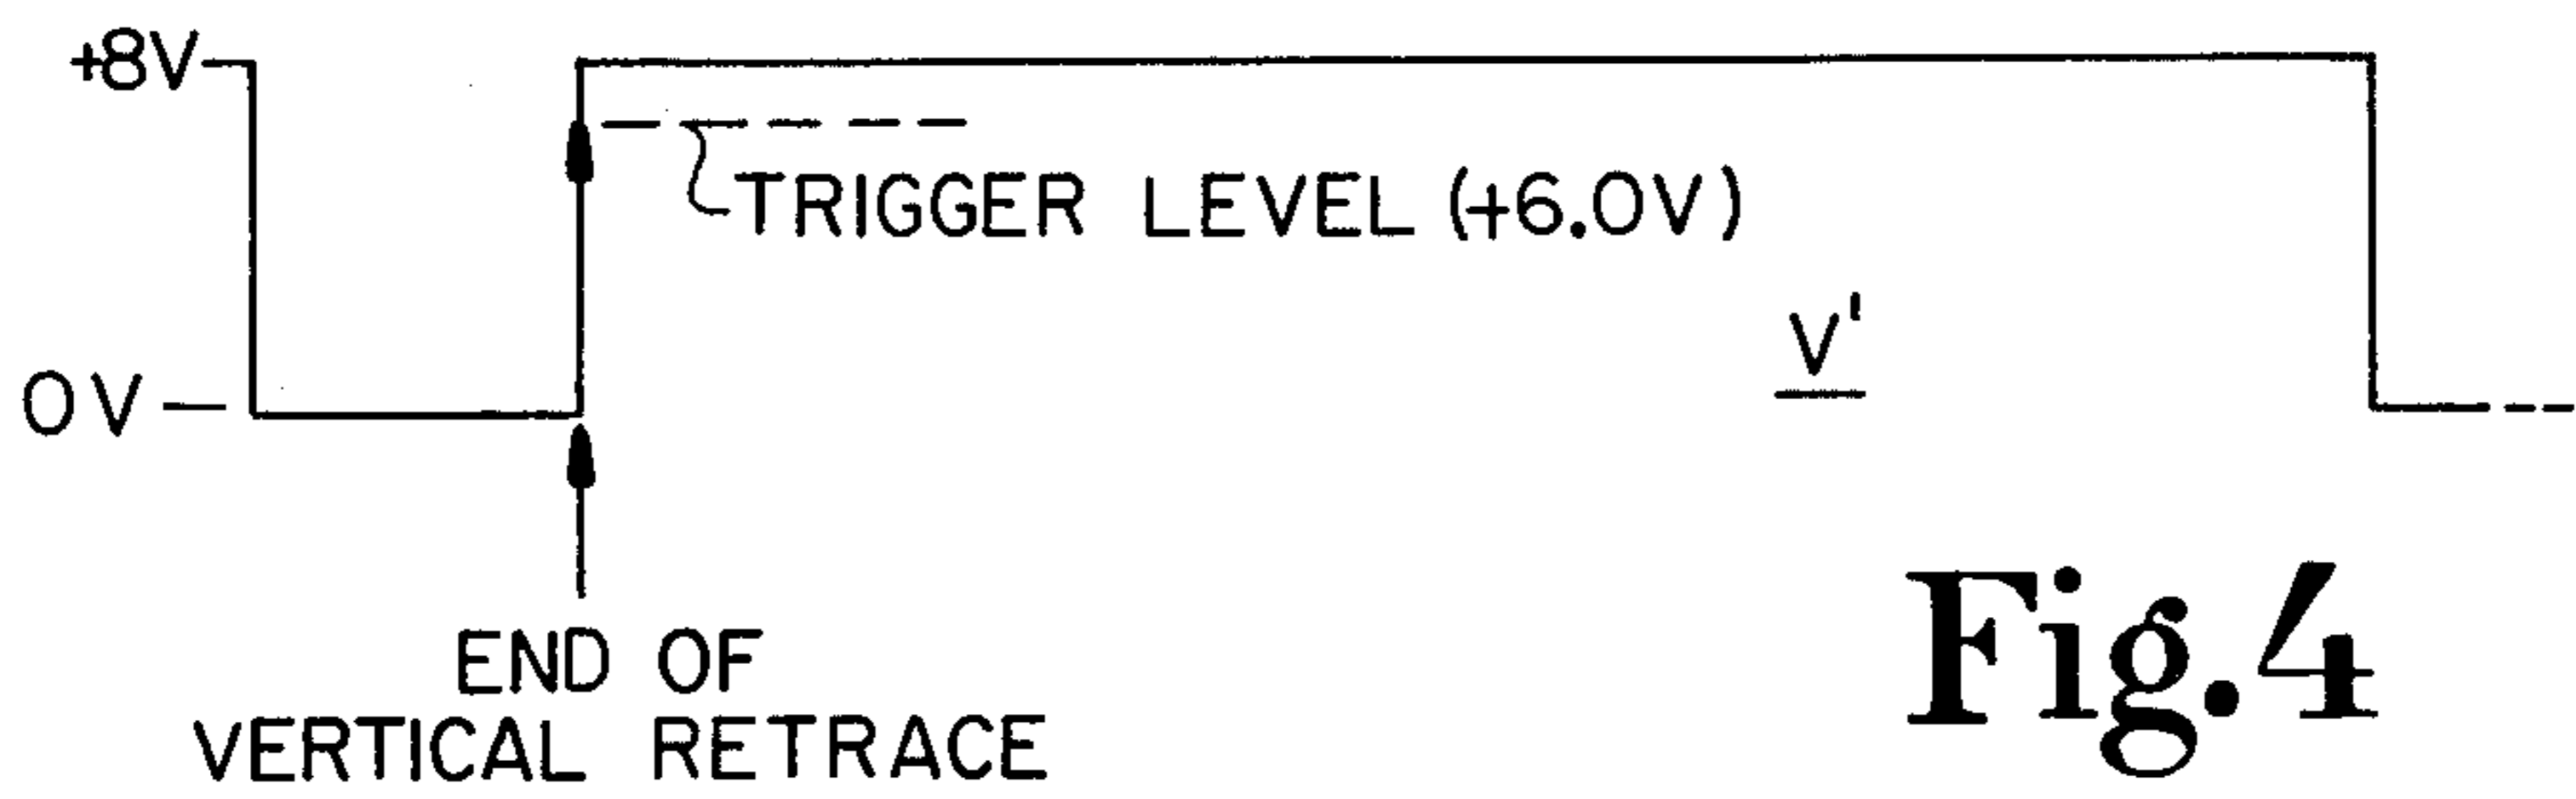 +8V
TRIGGER LEVEL (+6.0V)
V'
0V
END OF
VERTICAL RETRACE
Fig.4